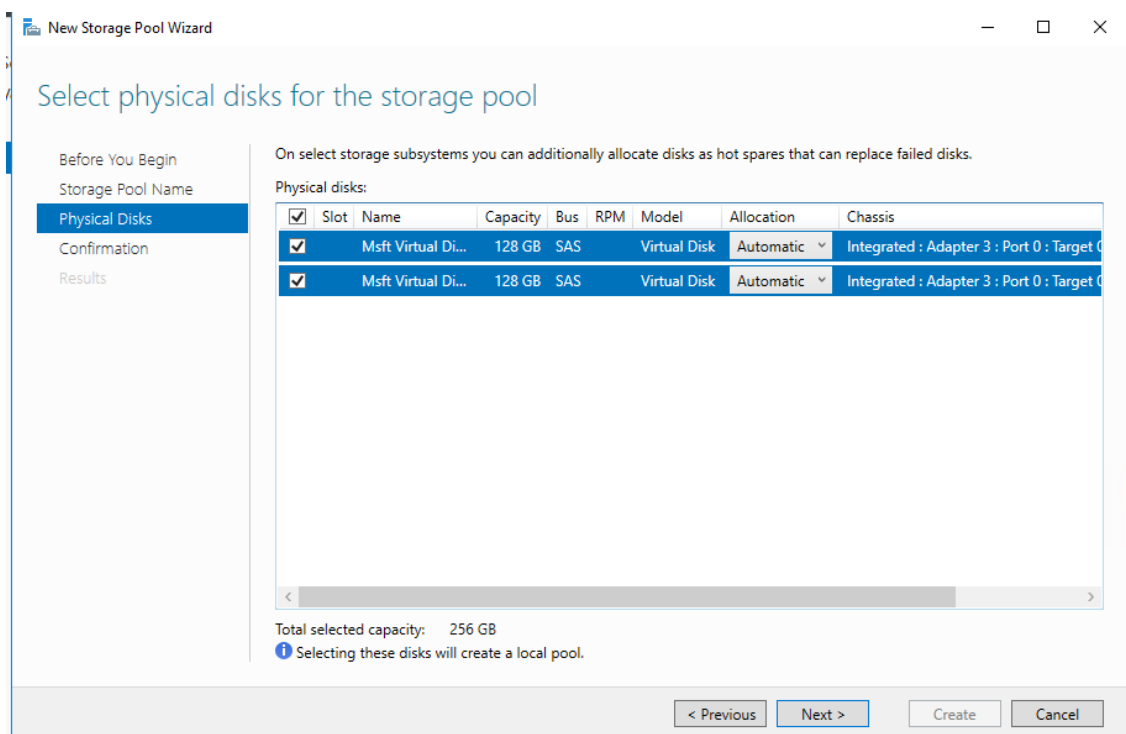 New Storage Pool Wizard
Select physical disks for the storage pool
Before You Begin
Storage Pool Name
Physical Disks
Confirmation
Results
On select storage subsystems you can additionally allocate disks as hot spares that can replace failed disks.
Physical disks:
Slot Name Capacity Bus RPM Model Allocation Chassis
Msft Virtual Di... 128 GB SAS Virtual Disk Automatic Integrated : Adapter 3 : Port 0 : Target
Msft Virtual Di... 128 GB SAS Virtual Disk Automatic Integrated : Adapter 3 : Port 0 : Target
Total selected capacity: 256 GB
Selecting these disks will create a local pool.
< Previous Next > Create Cancel